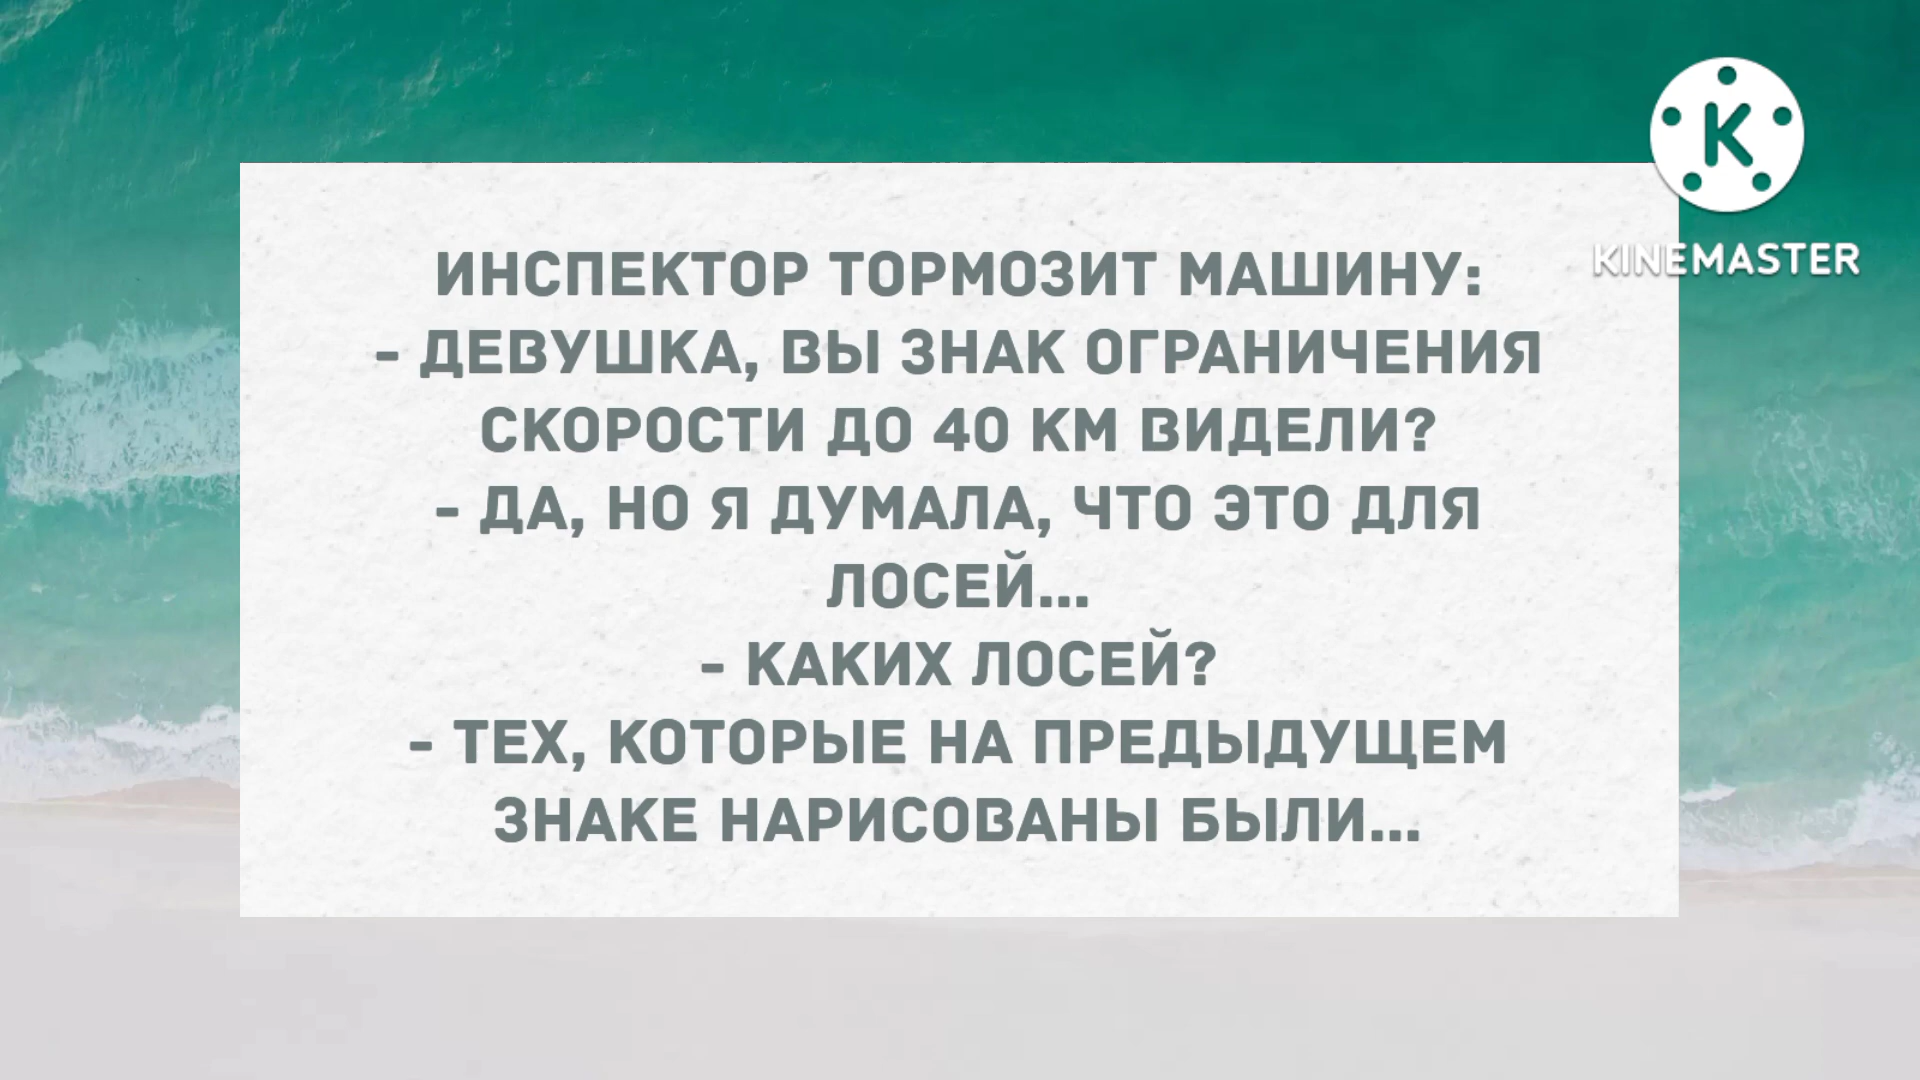 KINEMASTER
ИНСПЕКТОР ТОРМОЗИТ МАШИНУ:
- ДЕВУШКА, ВЫ ЗНАК ОГРАНИЧЕНИЯ
СКОРОСТИ ДО 40 КМ ВИДЕЛИ?
- ДА, НО Я ДУМАЛА, ЧТО ЭТО ДЛЯ
ЛОСЕЙ...
- КАКИХ ЛОСЕЙ?
- ТЕХ, КОТОРЫЕ НА ПРЕДЫДУЩЕМ
ЗНАКЕ НАРИСОВАНЫ БЫЛИ...